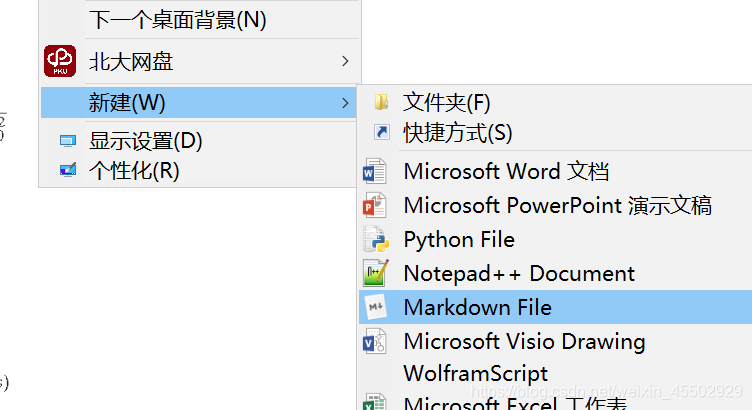 下一个桌面背景(N)
PKU
北大网盘
新建(W)
显示设置(D)
个性化(R)
文件夹(F)
快捷方式(S)
Microsoft Word 文档
Microsoft PowerPoint 演示文稿
Python File
Notepad++ Document
Markdown File
Microsoft Visio Drawing
WolframScript
https://blog.csdn.net/weixin_45502929
Microsoft Excel 工作表